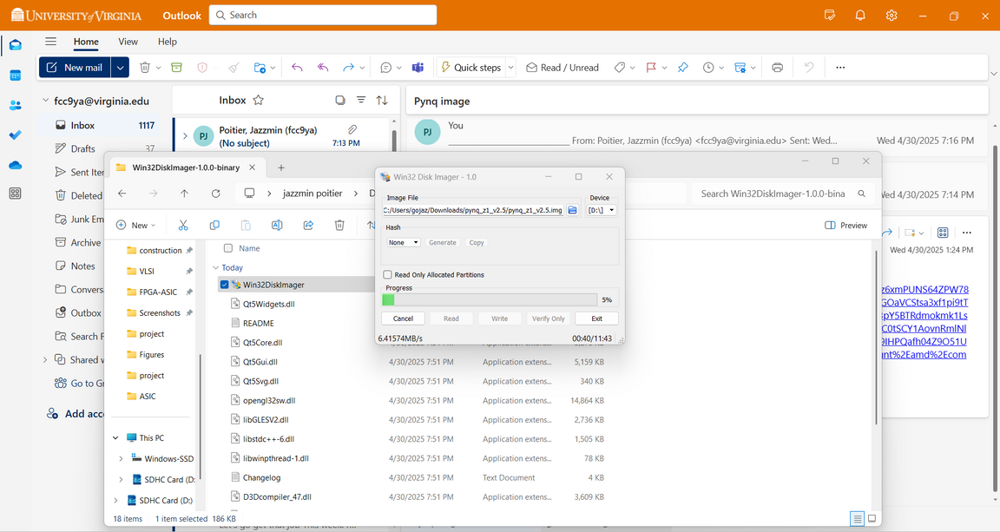 UNIVERSITY of VIRGINIA
Outlook
Search
Home
View
Help
New mail
Quick steps
Read / Unread
fcc9ya@virginia.edu
Inbox 1117
Drafts 37
Sent Iter
Deleted
Junk Em
Archive
Notes
Convers
Outbox
Search F
Shared w
Go to Gr
Add acco
Inbox
PJ
Poitier, Jazzmin (fcc9ya)
(No subject)
7:13 PM
Pynq image
PJ
You
From: Poitier, Jazzmin (fcc9ya) <fcc9ya@virginia.edu> Sent: Wed...
Wed 4/30/2025 7:16 PM
Wed 4/30/2025 7:14 PM
Wed 4/30/2025 1:24 PM
z6xmPUNS64ZPW78
GOaVCStsa3xf1pi9tT
pY5BTRdmokmk1Ls
C0tSCY1AovnRmlNl
9IHPQafh04Z9O51U
nt%2Eamd%2Ecom
Win32DiskImager-1.0.0-binary
jazzmin poitier
D
Search Win32DiskImager-1.0.0-bina
New
Preview
construction
VLSI
FPGA-ASIC
Screenshots
project
Figures
project
ASIC
This PC
Windows-SSD
SDHC Card (D:
SDHC Card (D:)
Name
Today
Win32DiskImager
Qt5Widgets.dll
README
Qt5Core.dll
Qt5Gui.dll 4/30/2025 7:51 PM Application extens... 5,159 KB
Qt5Svg.dll 4/30/2025 7:51 PM Application extens... 340 KB
opengl32sw.dll 4/30/2025 7:51 PM Application extens... 14,864 KB
libGLESV2.dll 4/30/2025 7:51 PM Application extens... 2,736 KB
libstdc++-6.dll 4/30/2025 7:51 PM Application extens... 1,505 KB
libwinpthread-1.dll 4/30/2025 7:51 PM Application extens... 78 KB
Changelog 4/30/2025 7:51 PM Text Document 4 KB
D3Dcompiler_47.dll 4/30/2025 7:51 PM Application extens... 3,609 KB
18 items 1 item selected 186 KB
Win32 Disk Imager - 1.0
Image File
Device
C:/Users/gojaz/Downloads/pynq_z1_v2.5/pynq_z1_v2.5.img
[D:\]
Hash
None
Generate
Copy
Read Only Allocated Partitions
Progress
5%
Cancel
Read
Write
Verify Only
Exit
6.41574MB/s
00:40/11:43